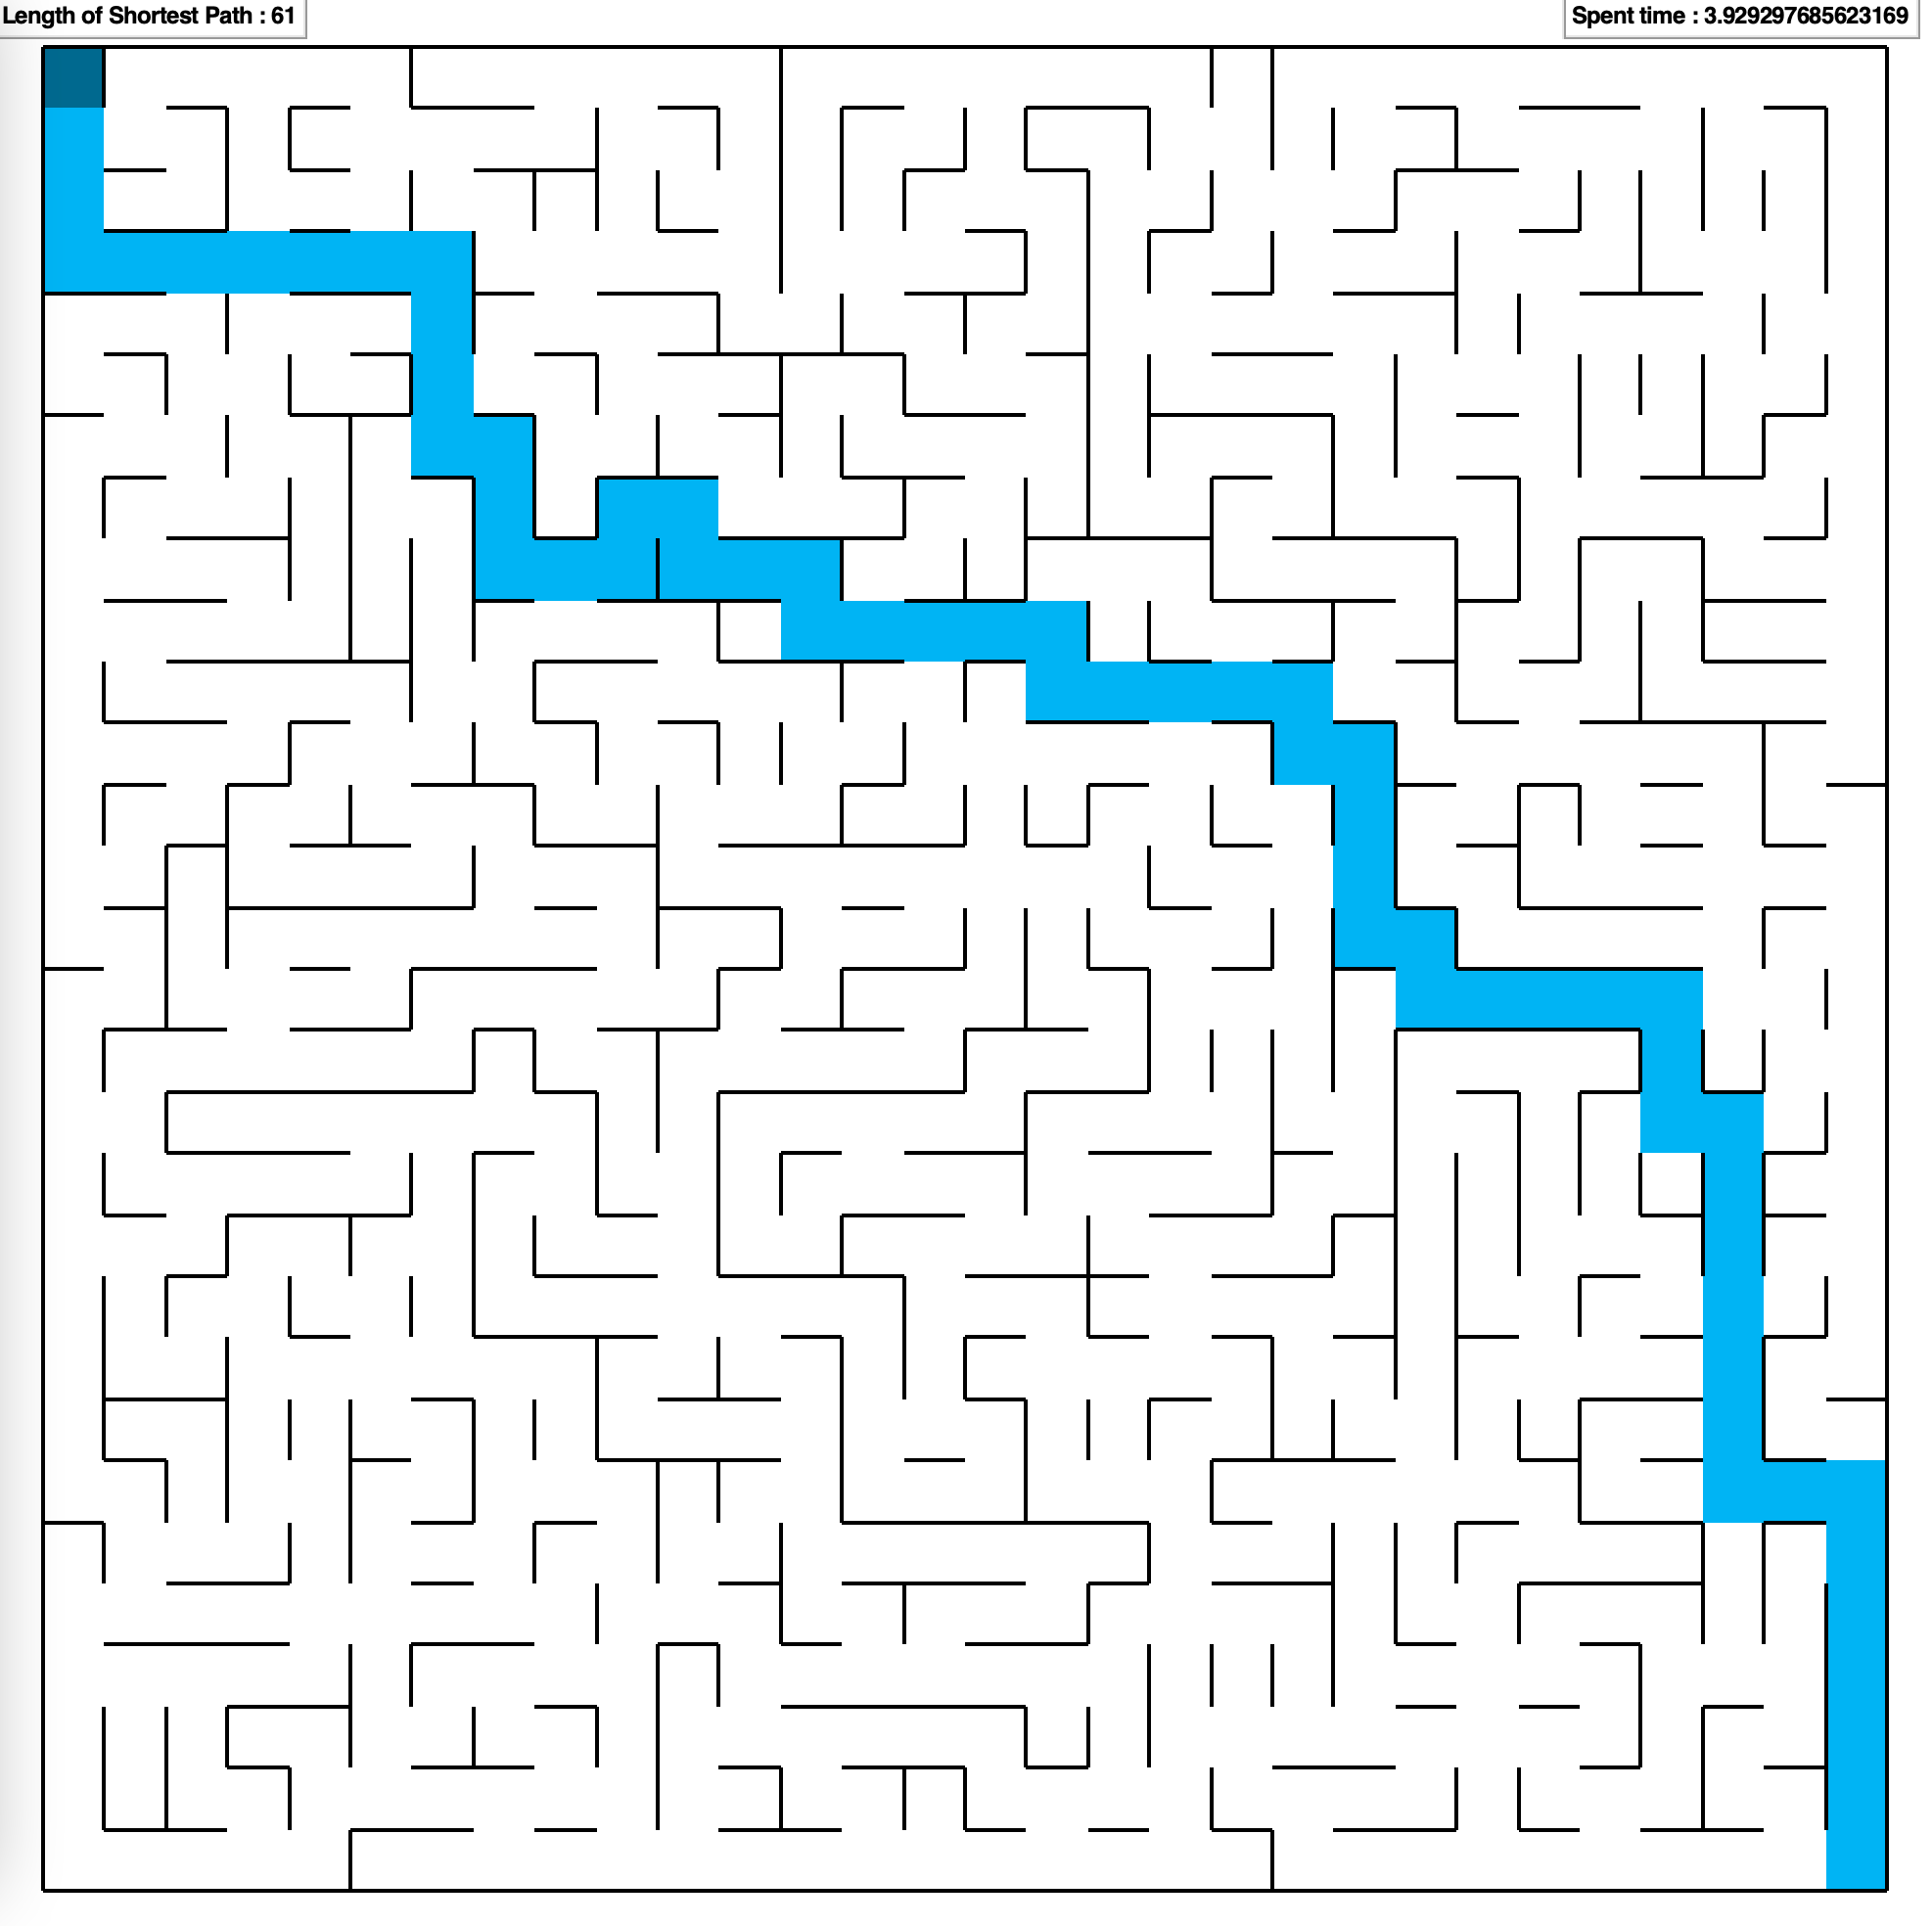 Length of Shortest Path : 61
Spent time : 3.929297685623169